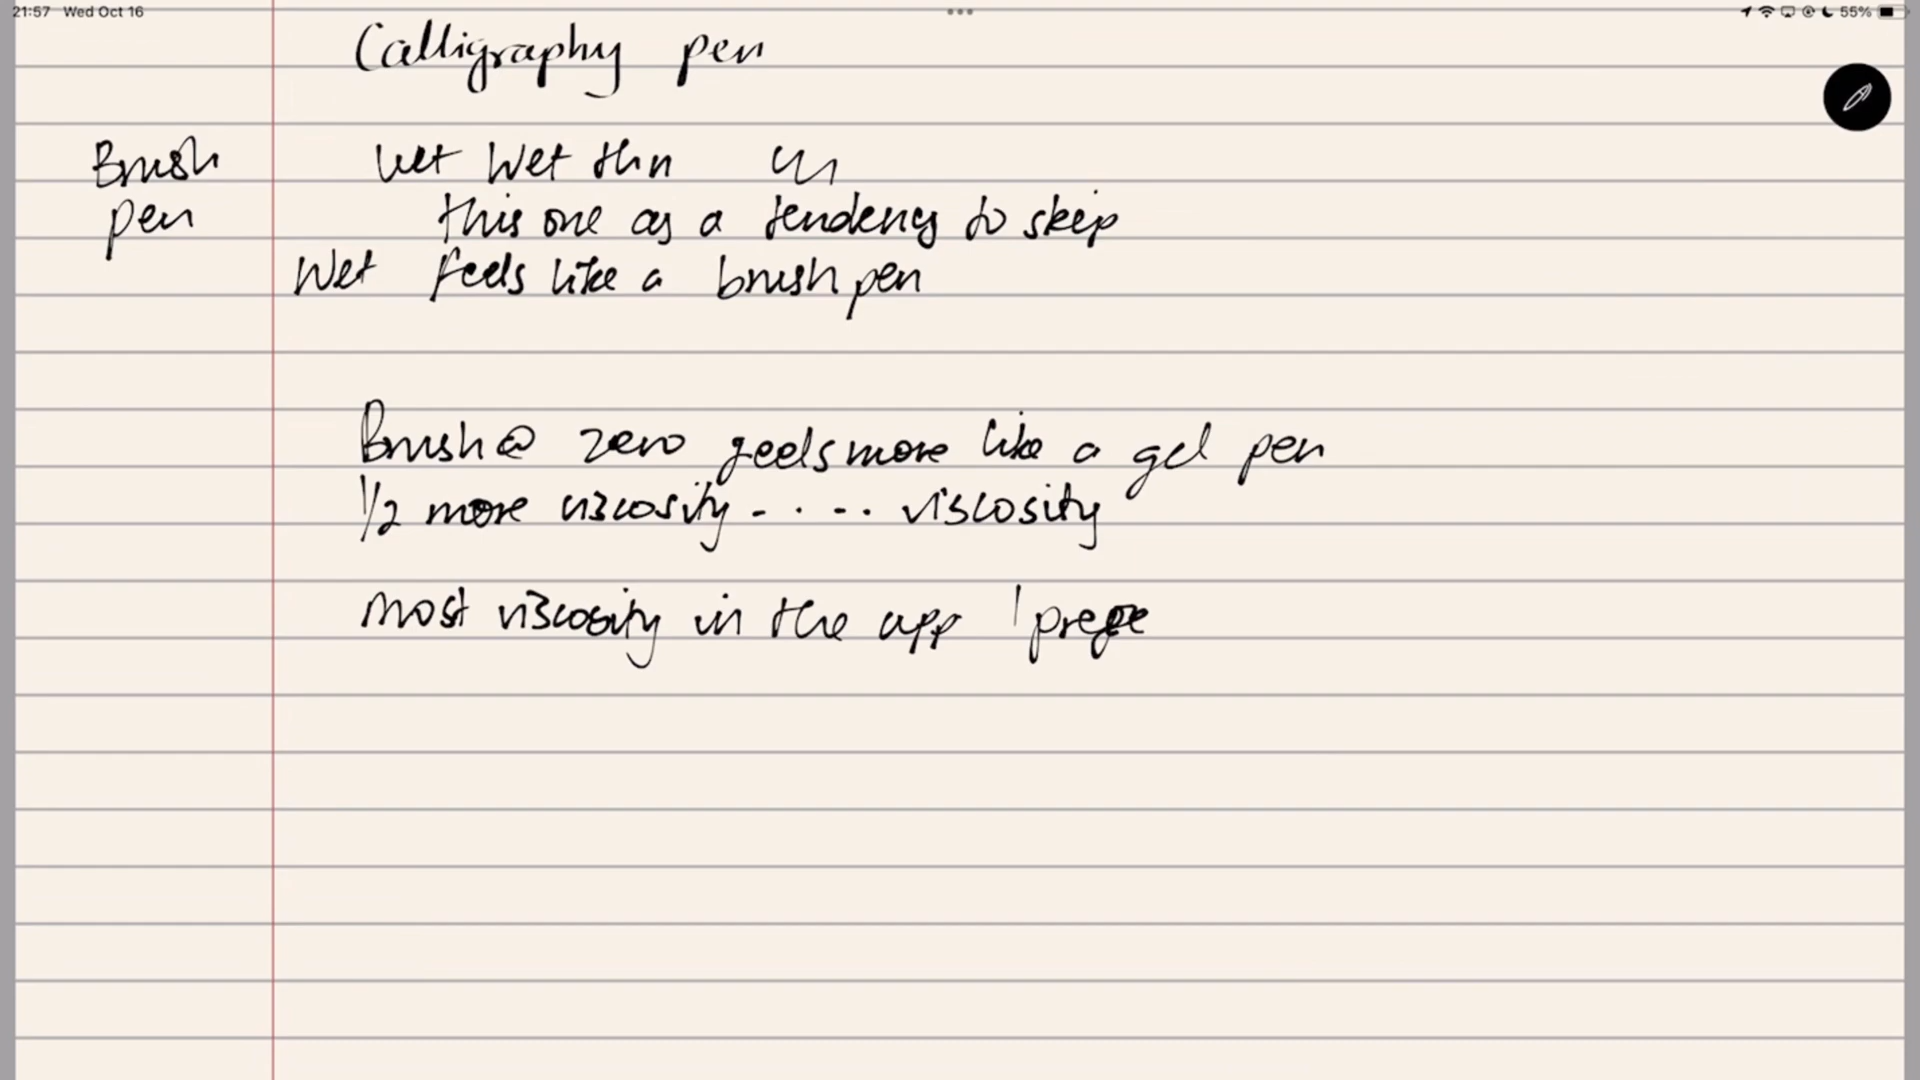 21:57 Wed Oct 16
55%
Calligraphy pen
Brush
pen
Wet Wet thn
this one as a tendency to skip
Wet feels like a brush pen
Brush @ zero geels more like a gel pen
1/2 more viscosity - . . - . . viscosity
most viscosity in the app I